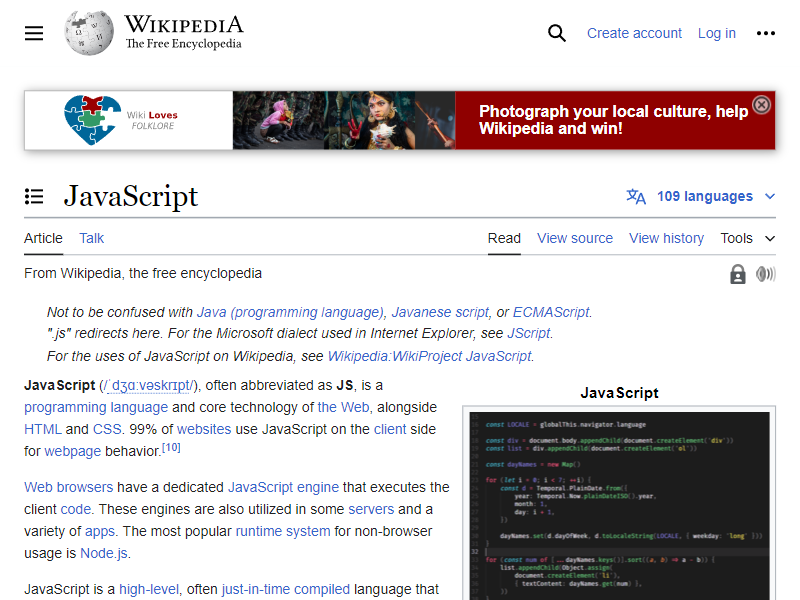 WIKIPEDIA
The Free Encyclopedia
Create account
Log in
Wiki Loves
FOLKLORE
Photograph your local culture, help
Wikipedia and win!
JavaScript
109 languages
Article
Talk
Read
View source
View history
Tools
From Wikipedia, the free encyclopedia
Not to be confused with Java (programming language), Javanese script, or ECMAScript.
".js" redirects here. For the Microsoft dialect used in Internet Explorer, see JScript.
For the uses of JavaScript on Wikipedia, see Wikipedia:WikiProject JavaScript.
JavaScript (/ˈdʒɑːvəskrɪpt/), often abbreviated as JS, is a
programming language and core technology of the Web, alongside
HTML and CSS. 99% of websites use JavaScript on the client side
for webpage behavior.[10]
Web browsers have a dedicated JavaScript engine that executes the
client code. These engines are also utilized in some servers and a
variety of apps. The most popular runtime system for non-browser
usage is Node.js.
JavaScript is a high-level, often just-in-time compiled language that
JavaScript
const LOCALE = globalThis.navigator.language
const div = document.body.appendChild(document.createElement('div'))
const list = div.appendChild(document.createElement('ol'))
const dayNames = new Map()
for (let i = 0; i < 7; ++i) {
const d = Temporal.PlainDate.from({
year: Temporal.Now.plainDateISO().year,
month: 1,
day: i + 1,
})
dayNames.set(d.dayOfWeek, d.toLocaleString(LOCALE, { weekday: 'long' }))
}
32
for (const num of [...dayNames.keys()].sort((a, b) => a - b)) {
list.appendChild(Object.assign(
document.createElement('li'),
{ textContent: dayNames.get(num) },
))